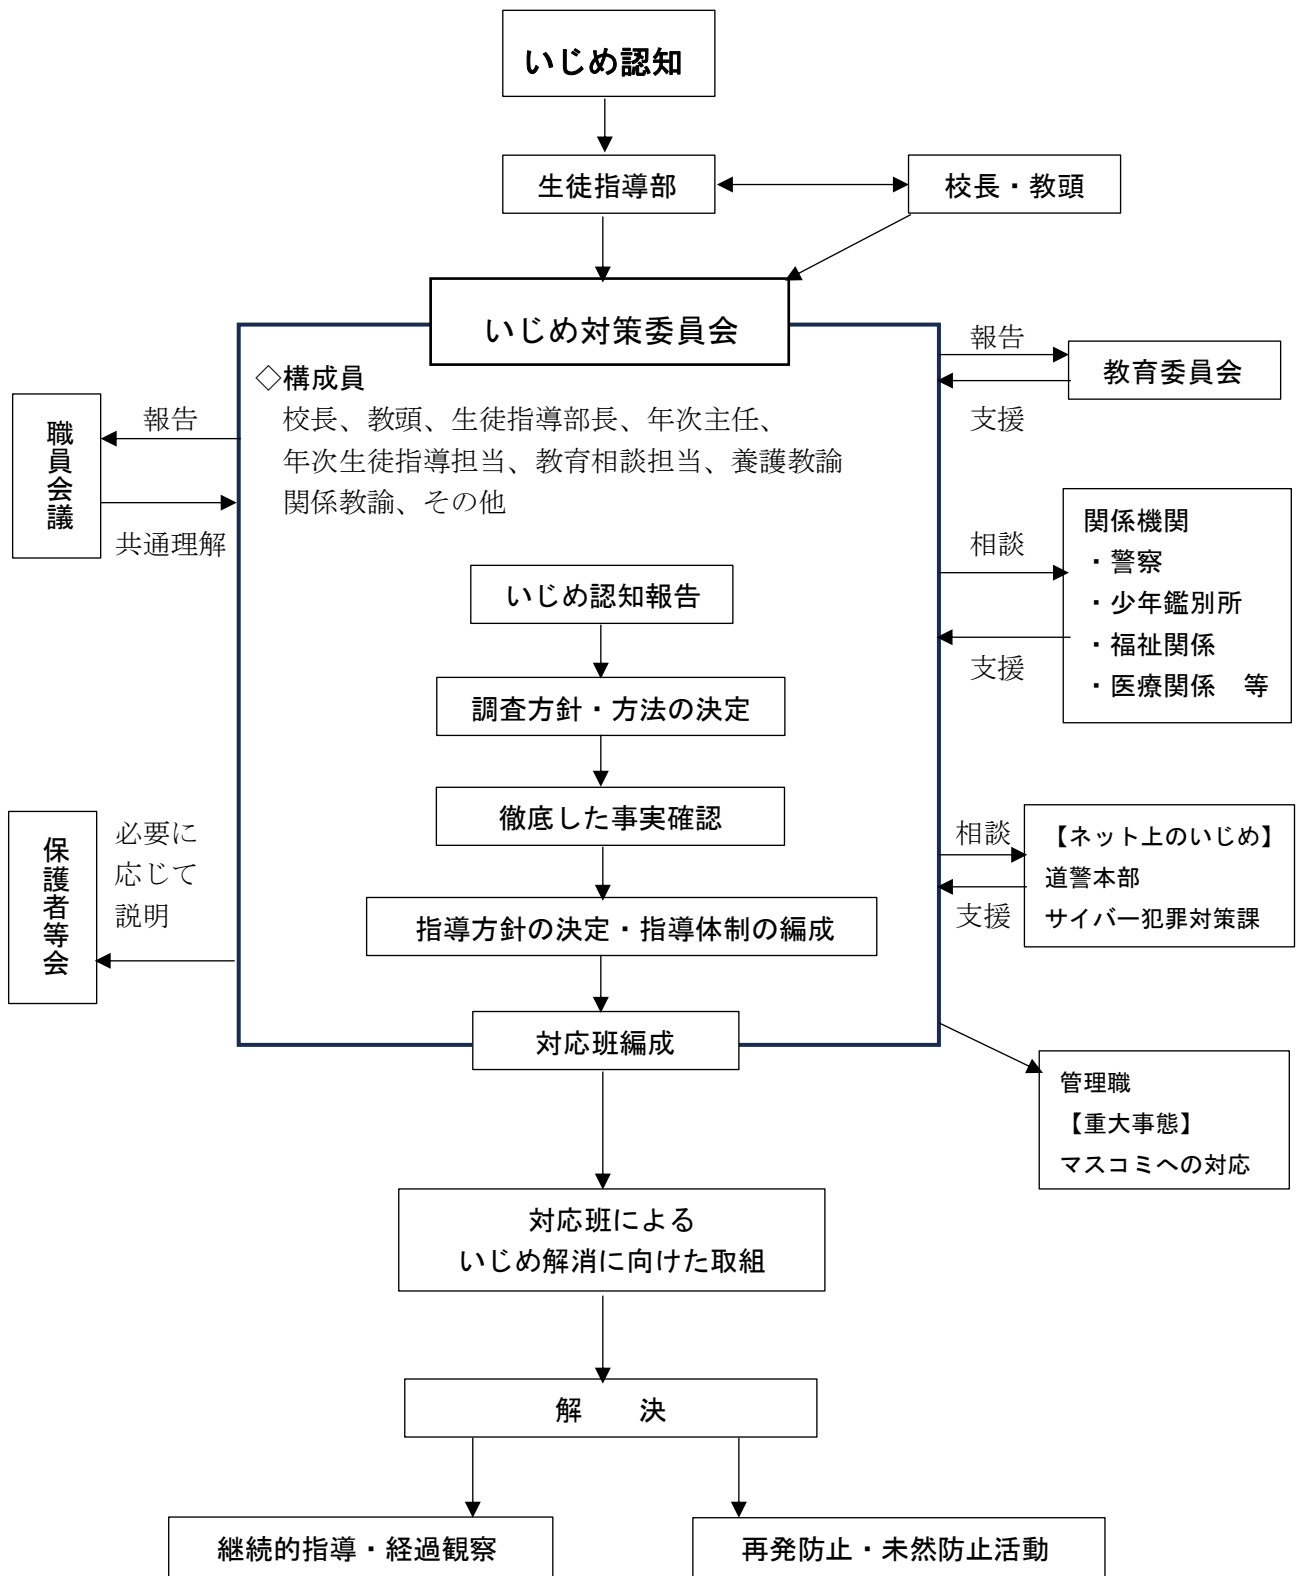 いじめ認知
生徒指導部
校長・教頭
いじめ対策委員会
◇構成員
校長、教頭、生徒指導部長、年次主任、
年次生徒指導担当、教育相談担当、養護教諭
関係教諭、その他
報告
教育委員会
支援
職員会議
報告
共通理解
相談
支援
関係機関
・警察
・少年鑑別所
・福祉関係
・医療関係　等
いじめ認知報告
調査方針・方法の決定
徹底した事実確認
指導方針の決定・指導体制の編成
対応班編成
保護者等会
必要に
応じて
説明
相談
支援
【ネット上のいじめ】
道警本部
サイバー犯罪対策課
管理職
【重大事態】
マスコミへの対応
対応班による
いじめ解消に向けた取組
解　　決
継続的指導・経過観察
再発防止・未然防止活動